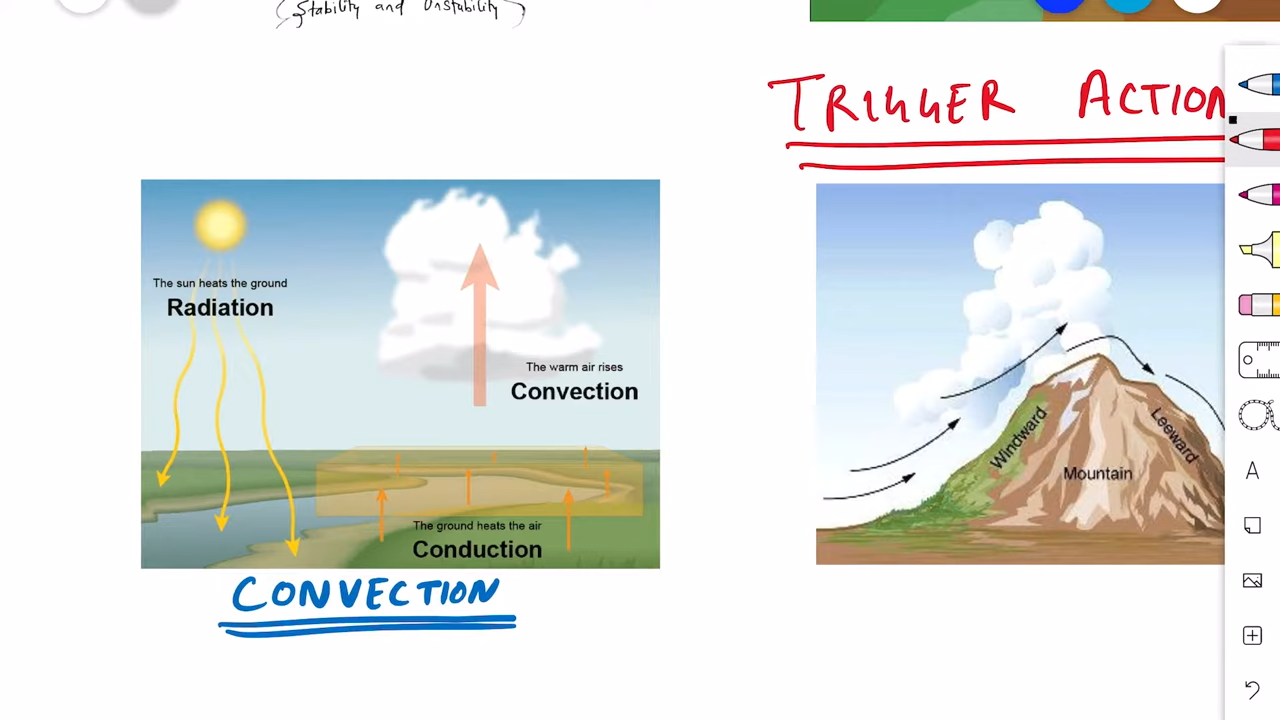 (Stability and Unstability)
TRIGGER ACTION
The sun heats the ground
Radiation
The warm air rises
Convection
The ground heats the air
Conduction
CONVECTION
Windward
Mountain
Leeward
A